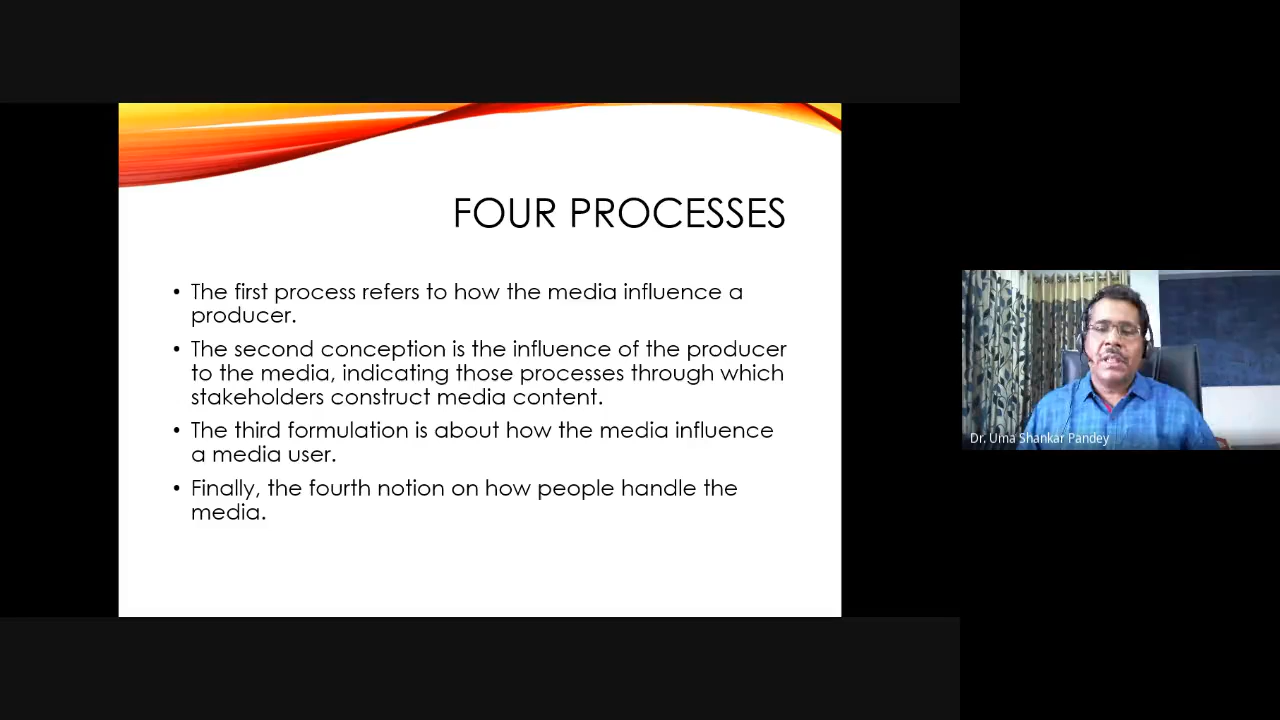 FOUR PROCESSES
• The first process refers to how the media influence a
producer.
• The second conception is the influence of the producer
to the media, indicating those processes through which
stakeholders construct media content.
• The third formulation is about how the media influence
a media user.
• Finally, the fourth notion on how people handle the
media.
Dr. Uma Shankar Pandey